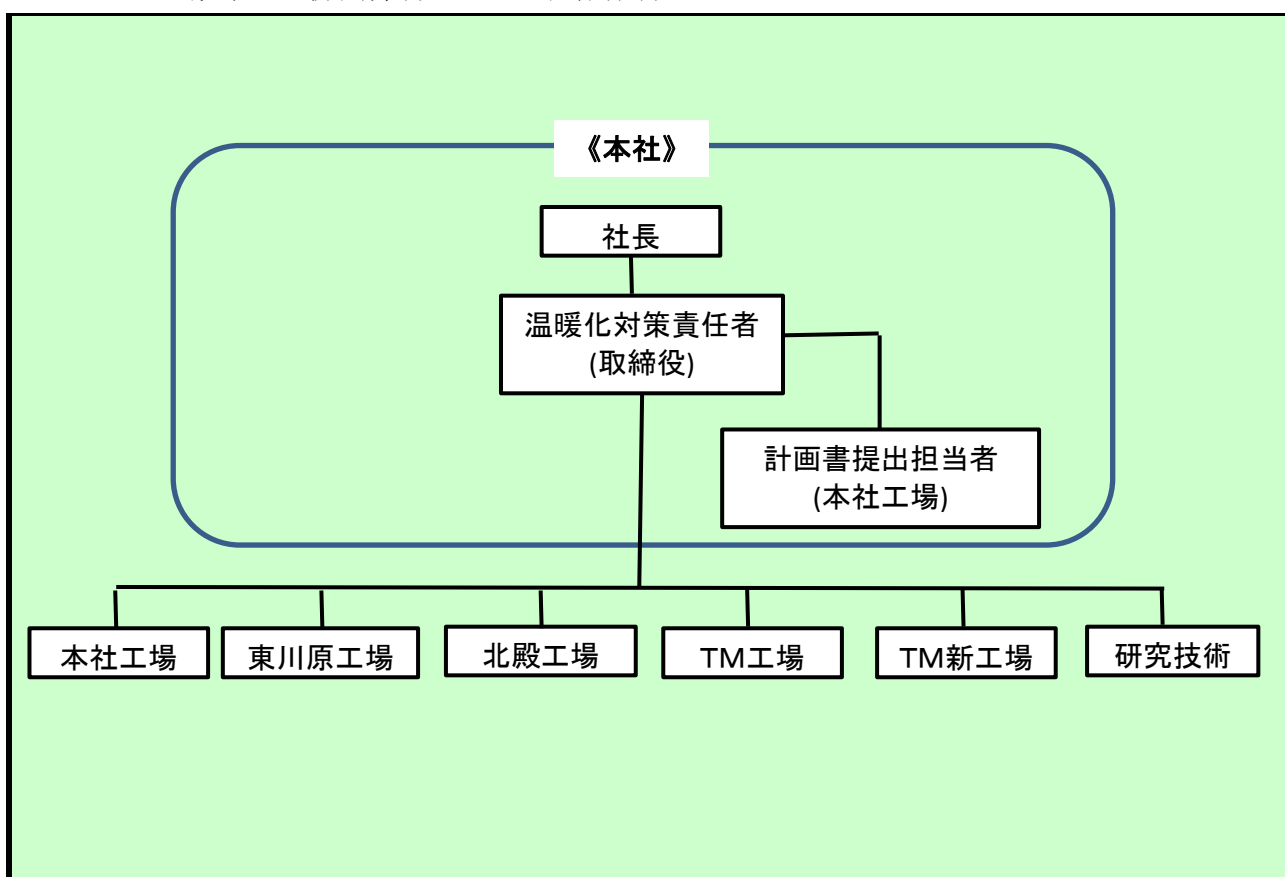 《本社》
社長
温暖化対策責任者
(取締役)
計画書提出担当者
(本社工場)
本社工場
東川原工場
北殿工場
TM工場
TM新工場
研究技術